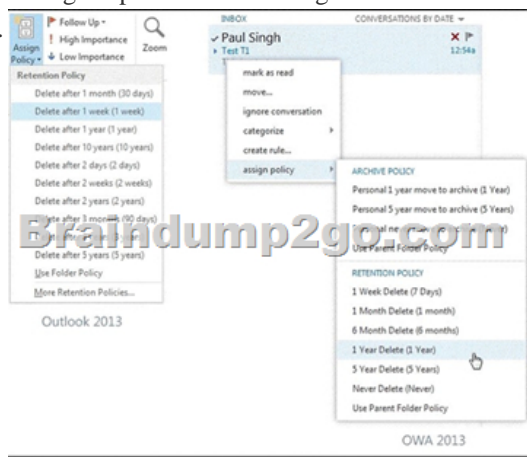 Follow Up
! High Importance
Low Importance
Assign
Policy
Zoom
Retention Policy
Delete after 1 month (30 days)
Delete after 1 week (1 week)
Delete after 1 year (1 year)
Delete after 10 years (10 years)
Delete after 2 days (2 days)
Delete after 2 weeks (2 weeks)
Delete after 2 years (2 years)
Delete after 3 months (90 days)
Delete after 5 years (5 years)
Use Folder Policy
More Retention Policies...
Outlook 2013
INBOX
CONVERSATIONS BY DATE
Paul Singh
Test T1
12:54a
mark as read
move...
ignore conversation
categorize
create rule...
assign policy
ARCHIVE POLICY
Personal 1 year move to archive (1 Year)
Personal 5 year move to archive (5 Years)
Use Parent Folder Policy
RETENTION POLICY
1 Week Delete (7 Days)
1 Month Delete (1 month)
6 Month Delete (6 months)
1 Year Delete (1 Year)
5 Year Delete (5 Years)
Never Delete (Never)
Use Parent Folder Policy
OWA 2013
Braindump2go.com